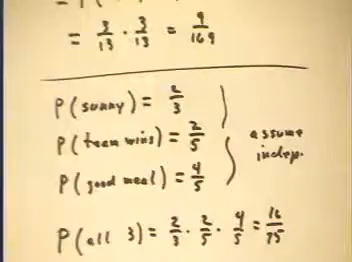 = 3/13 · 3/13 = 9/169
P(sunny) = 2/3
P(team wins) = 2/5
assume
indep.
P(good meal) = 4/5
P(all 3) = 2/3 · 2/5 · 4/5 = 16/75